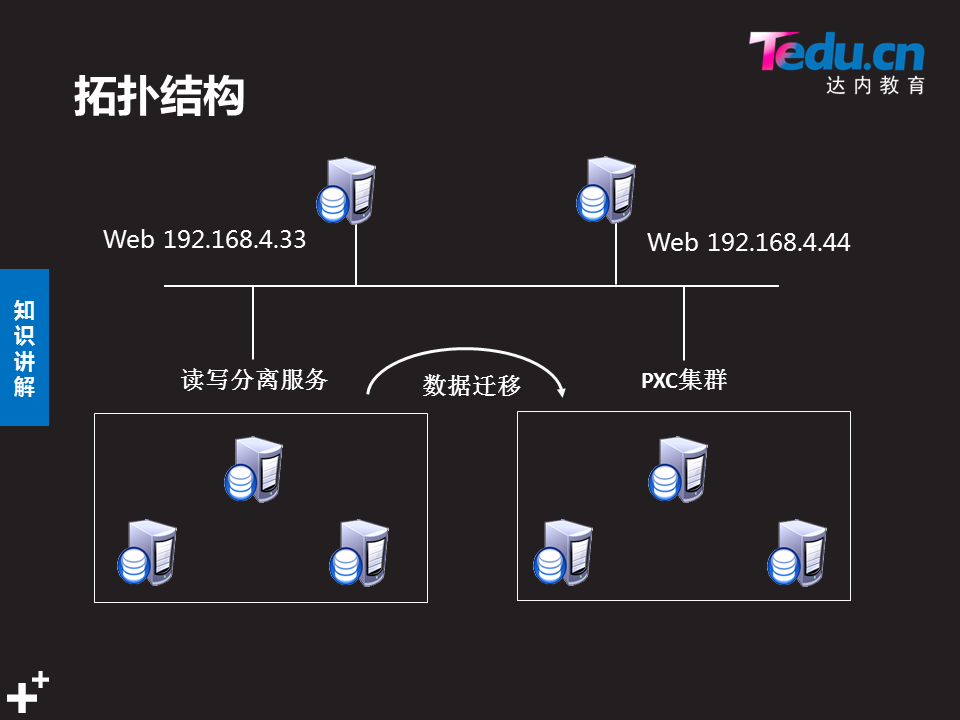 Tedu.cn
达内教育
拓扑结构
Web 192.168.4.33
Web 192.168.4.44
知
识
讲
解
读写分离服务
数据迁移
PXC集群